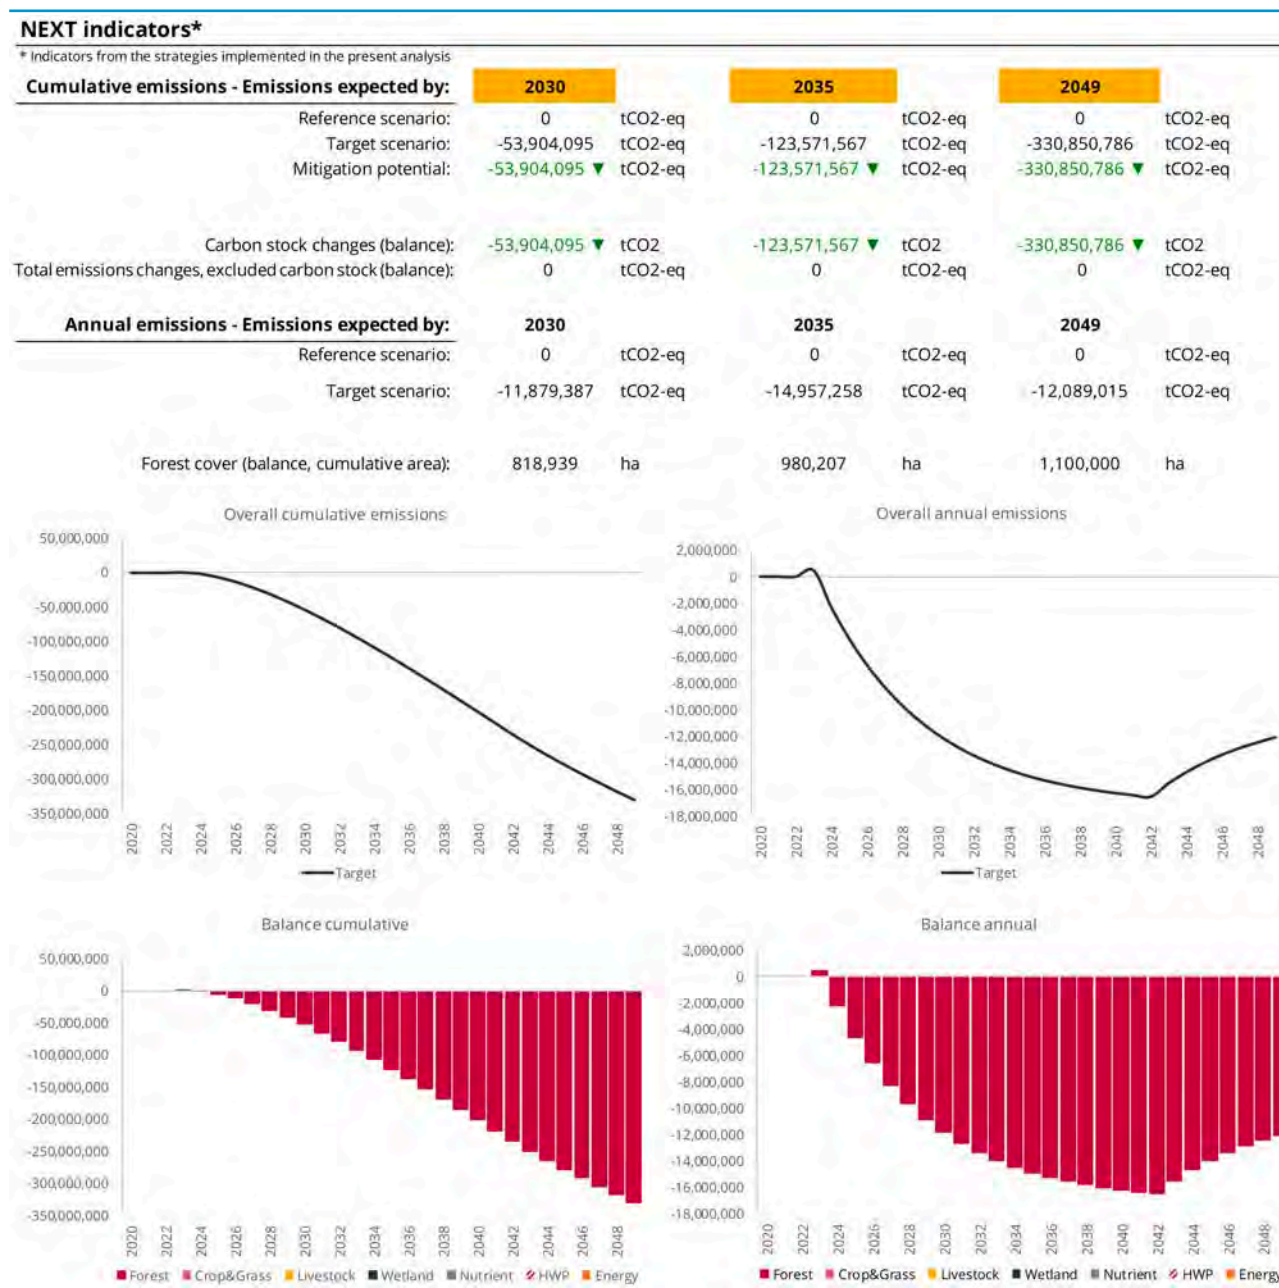 NEXT indicators*
* Indicators from the strategies implemented in the present analysis
Cumulative emissions - Emissions expected by: 2030 2035 2049
Reference scenario: 0 tCO2-eq 0 tCO2-eq 0 tCO2-eq
Target scenario: -53,904,095 tCO2-eq -123,571,567 tCO2-eq -330,850,786 tCO2-eq
Mitigation potential: -53,904,095 ▼ tCO2-eq -123,571,567 ▼ tCO2-eq -330,850,786 ▼ tCO2-eq
Carbon stock changes (balance): -53,904,095 ▼ tCO2 -123,571,567 ▼ tCO2 -330,850,786 ▼ tCO2
Total emissions changes, excluded carbon stock (balance): 0 tCO2-eq 0 tCO2-eq 0 tCO2-eq
Annual emissions - Emissions expected by: 2030 2035 2049
Reference scenario: 0 tCO2-eq 0 tCO2-eq 0 tCO2-eq
Target scenario: -11,879,387 tCO2-eq -14,957,258 tCO2-eq -12,089,015 tCO2-eq
Forest cover (balance, cumulative area): 818,939 ha 980,207 ha 1,100,000 ha
Overall cumulative emissions
50,000,000
0
-50,000,000
-100,000,000
-150,000,000
-200,000,000
-250,000,000
-300,000,000
-350,000,000
2020 2022 2024 2026 2028 2030 2032 2034 2036 2038 2040 2042 2044 2046 2048
Target
Overall annual emissions
2,000,000
0
-2,000,000
-4,000,000
-6,000,000
-8,000,000
-10,000,000
-12,000,000
-14,000,000
-16,000,000
-18,000,000
2020 2022 2024 2026 2028 2030 2032 2034 2036 2038 2040 2042 2044 2046 2048
Target
Balance cumulative
50,000,000
0
-50,000,000
-100,000,000
-150,000,000
-200,000,000
-250,000,000
-300,000,000
-350,000,000
2020 2022 2024 2026 2028 2030 2032 2034 2036 2038 2040 2042 2044 2046 2048
Forest Crop&Grass Livestock Wetland Nutrient HWP Energy
Balance annual
2,000,000
0
-2,000,000
-4,000,000
-6,000,000
-8,000,000
-10,000,000
-12,000,000
-14,000,000
-16,000,000
-18,000,000
2020 2022 2024 2026 2028 2030 2032 2034 2036 2038 2040 2042 2044 2046 2048
Forest Crop&Grass Livestock Wetland Nutrient HWP Energy